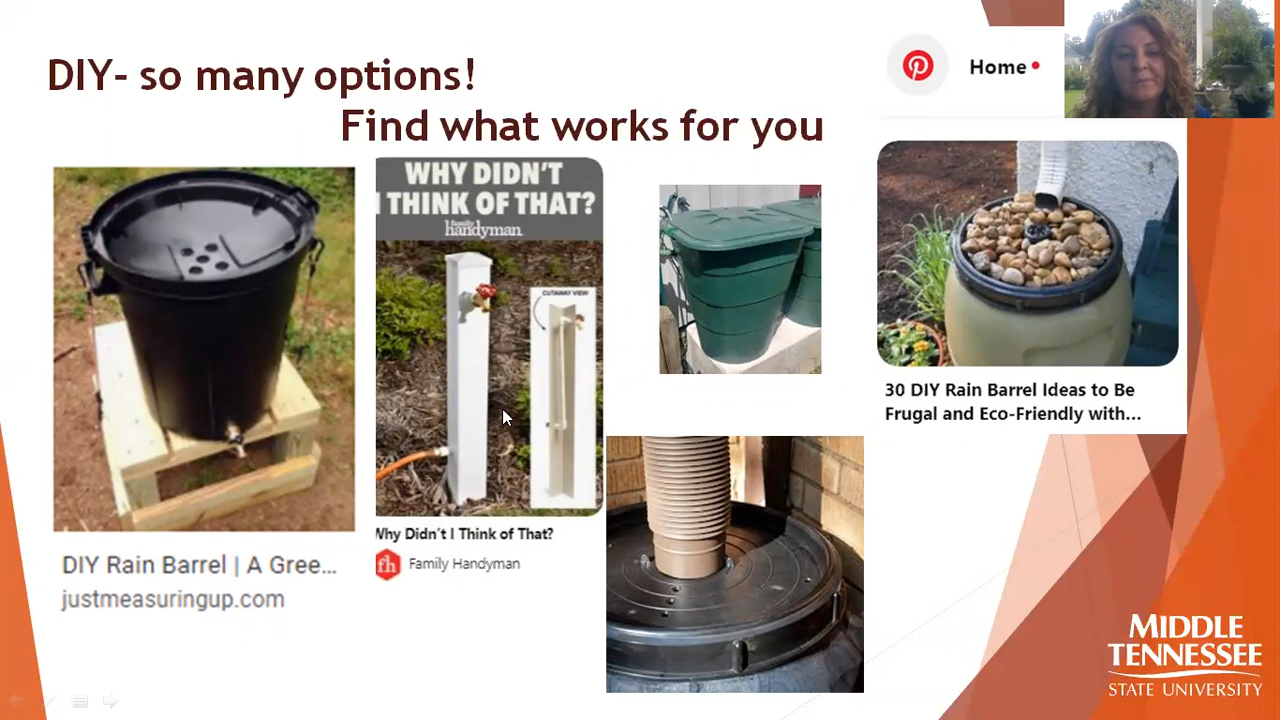 DIY- so many options!
Find what works for you
Home
WHY DIDN'T
I THINK OF THAT?
family
handyman
CUTAWAY VIEW
DIY Rain Barrel | A Gree...
justmeasuringup.com
Why Didn't I Think of That?
fh
Family Handyman
30 DIY Rain Barrel Ideas to Be
Frugal and Eco-Friendly with...
MIDDLE
TENNESSEE
STATE UNIVERSITY